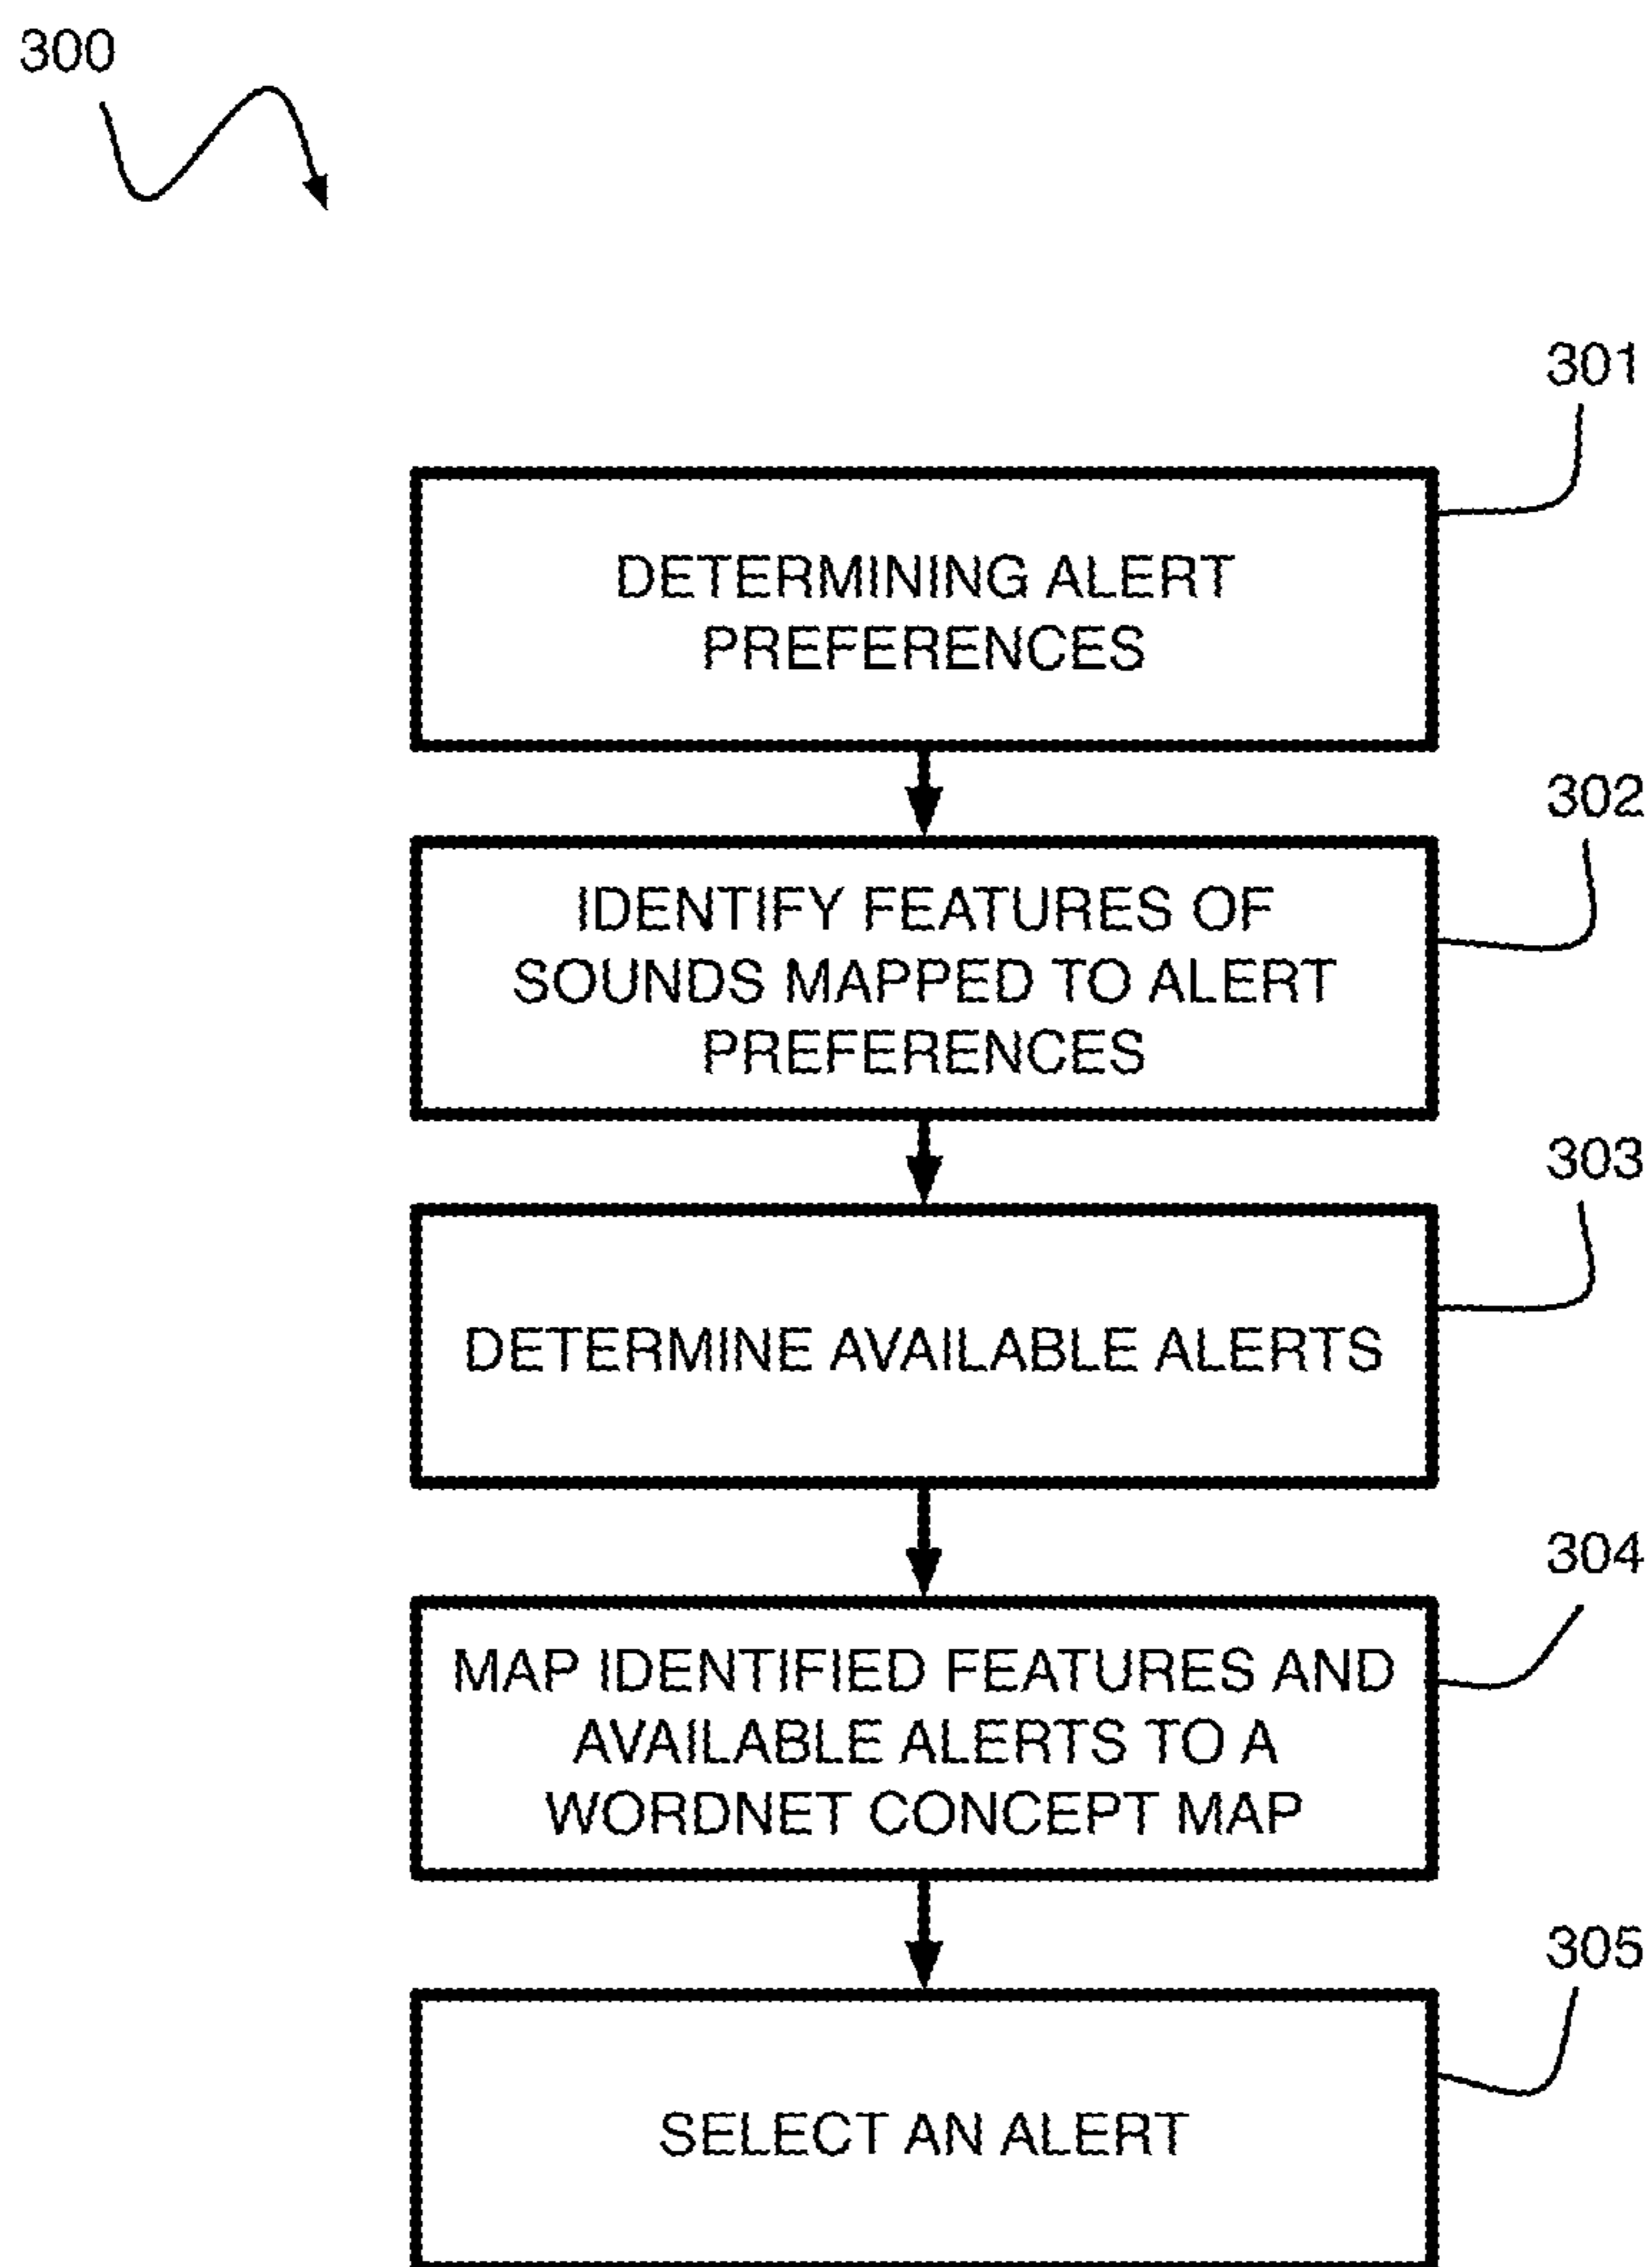 300
301
DETERMINING ALERT
PREFERENCES
302
IDENTIFY FEATURES OF
SOUNDS MAPPED TO ALERT
PREFERENCES
303
DETERMINE AVAILABLE ALERTS
304
MAP IDENTIFIED FEATURES AND
AVAILABLE ALERTS TO A
WORDNET CONCEPT MAP
305
SELECT AN ALERT